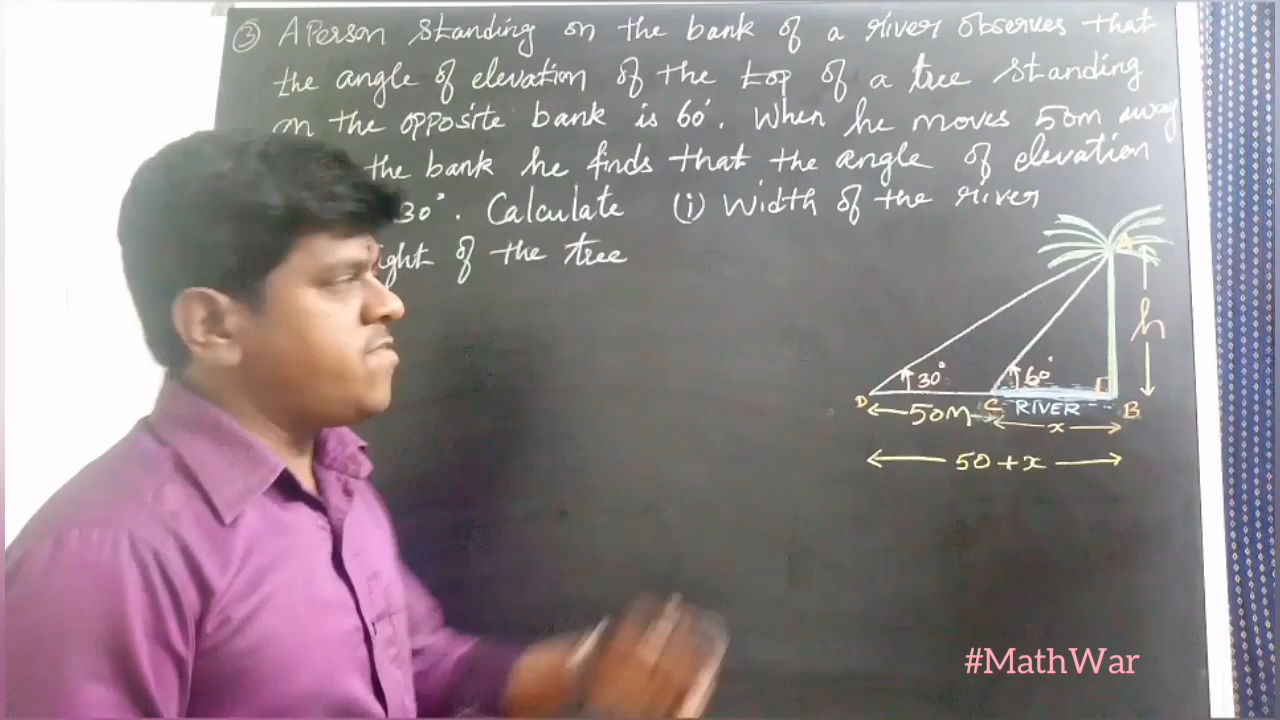 ③ A Person standing on the bank of a river observes that
the angle of elevation of the top of a tree standing
on the opposite bank is 60°. When he moves 50m away
the bank he finds that the angle of elevation
30°. Calculate (i) Width of the river
ight of the tree
A
h
30°
60°
D
50M
C
RIVER
B
x
50+x
#MathWar